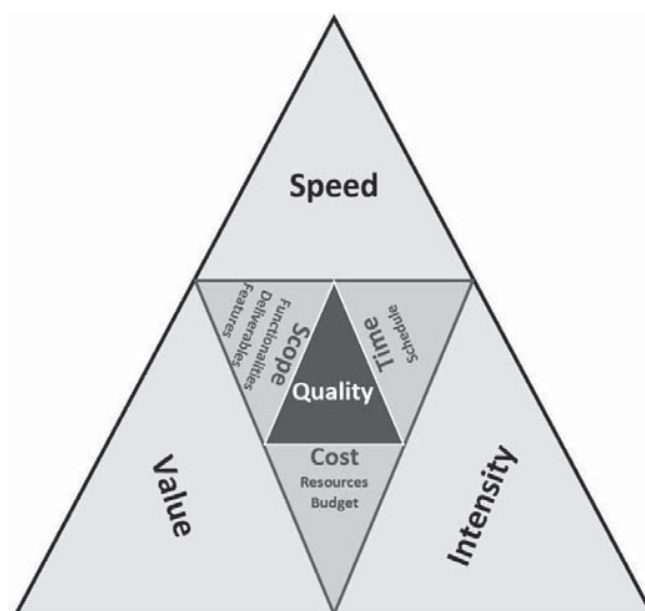 Speed
Scope
Functionalities
Deliverables
Features
Time
Schedule
Quality
Cost
Resources
Budget
Value
Intensity